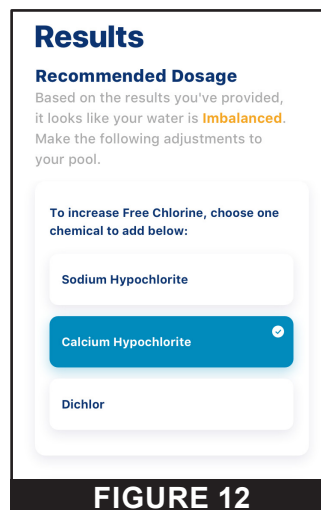 Results
Recommended Dosage
Based on the results you've provided,
it looks like your water is Imbalanced.
Make the following adjustments to
your pool.
To increase Free Chlorine, choose one
chemical to add below:
Sodium Hypochlorite
Calcium Hypochlorite
Dichlor
FIGURE 12